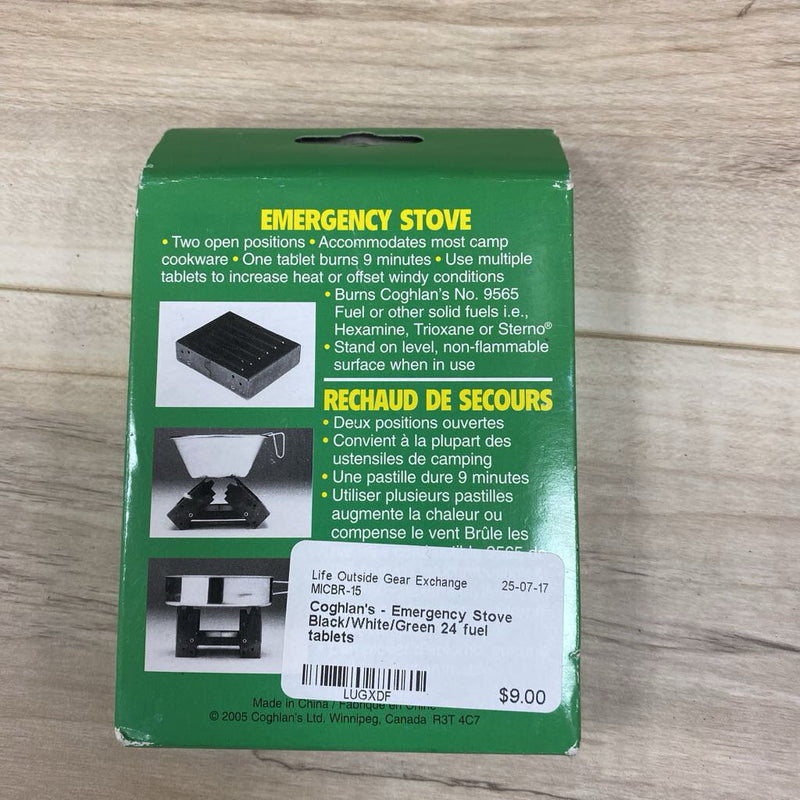 EMERGENCY STOVE
• Two open positions • Accommodates most camp
cookware • One tablet burns 9 minutes • Use multiple
tablets to increase heat or offset windy conditions
• Burns Coghlan's No. 9565
Fuel or other solid fuels i.e.,
Hexamine, Trioxane or Sterno®
• Stand on level, non-flammable
surface when in use
RECHAUD DE SECOURS
• Deux positions ouvertes
• Convient à la plupart des
ustensiles de camping
• Une pastille dure 9 minutes
• Utiliser plusieurs pastilles
augmente la chaleur ou
compense le vent Brûle les
9565 de
Life Outside Gear Exchange 25-07-17
MICBR-15
Coghlan's - Emergency Stove
Black/White/Green 24 fuel
tablets
LUGXDF
$9.00
Made in China / Fabriqué en Chine
© 2005 Coghlan's Ltd. Winnipeg, Canada R3T 4C7